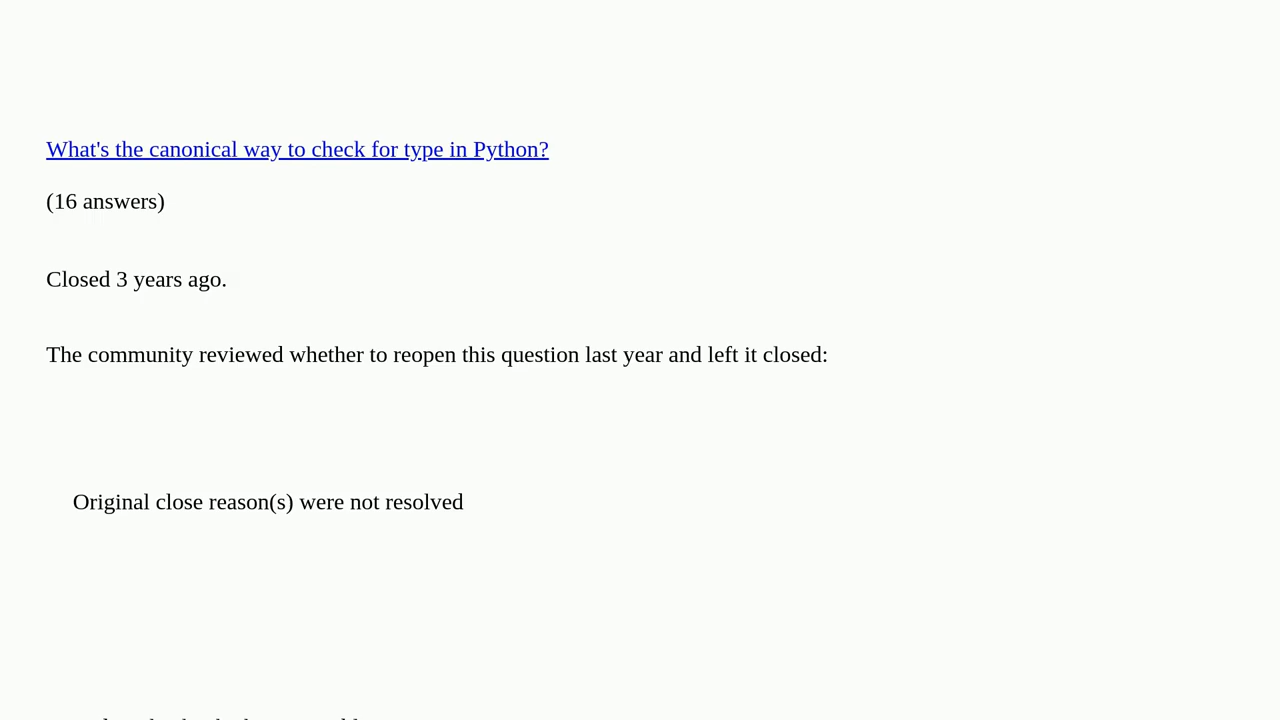 What's the canonical way to check for type in Python?
(16 answers)
Closed 3 years ago.
The community reviewed whether to reopen this question last year and left it closed:
Original close reason(s) were not resolved